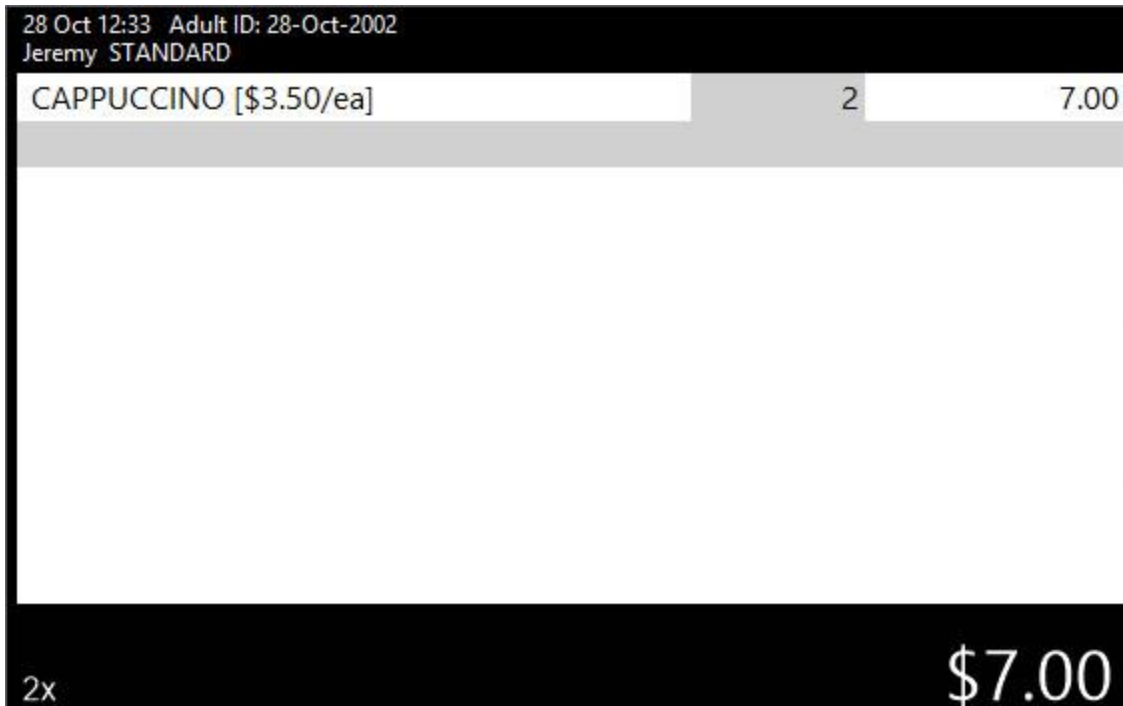 28 Oct 12:33 Adult ID: 28-Oct-2002
Jeremy STANDARD
CAPPUCCINO [$3.50/ea] 2 7.00
2x $7.00